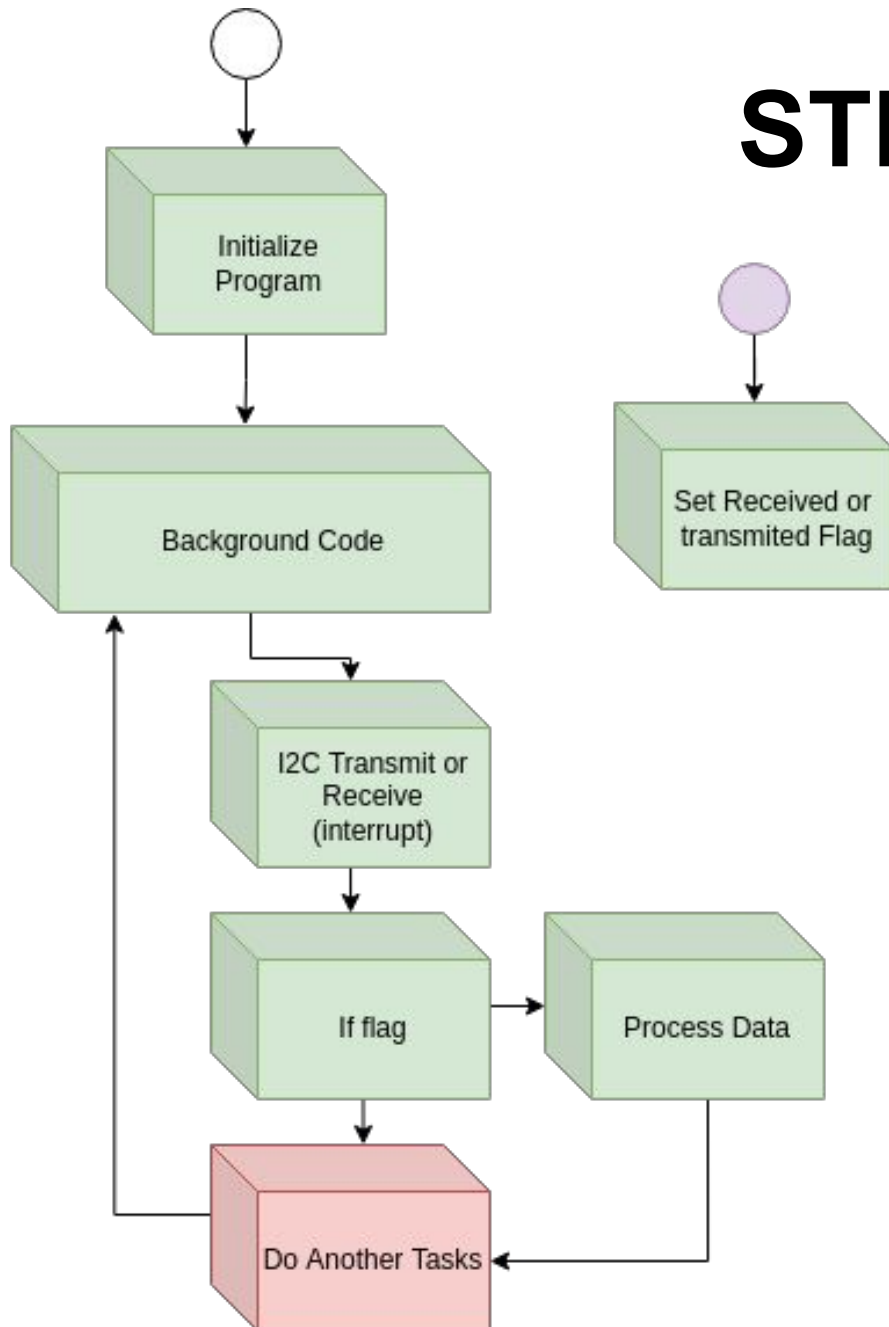 Initialize
Program
Set Received or
transmited Flag
Background Code
I2C Transmit or
Receive
(interrupt)
If flag
Process Data
Do Another Tasks